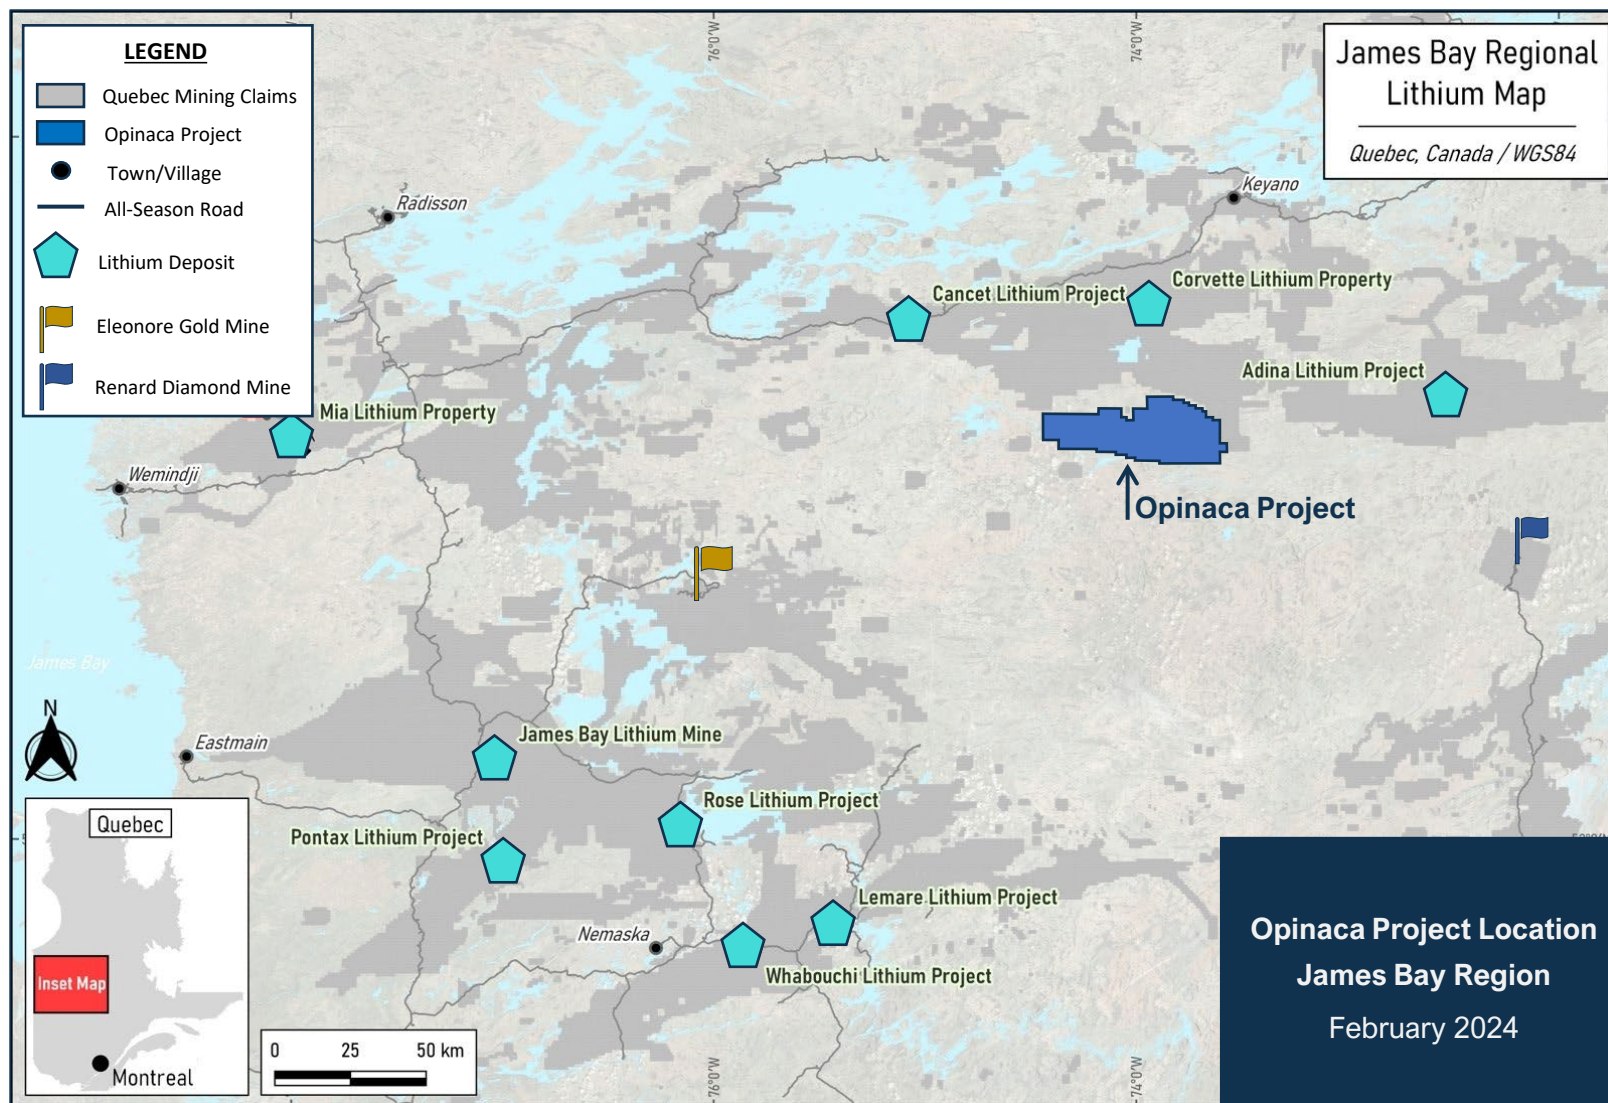 LEGEND
Quebec Mining Claims
Opinaca Project
Town/Village
All-Season Road
Lithium Deposit
Eleonore Gold Mine
Renard Diamond Mine
76°0'W
74°0'W
James Bay Regional
Lithium Map
Quebec, Canada / WGS84
Radisson
Keyano
Cancet Lithium Project
Corvette Lithium Property
Adina Lithium Project
Mia Lithium Property
Wemindji
Opinaca Project
James Bay
N
Eastmain
James Bay Lithium Mine
Rose Lithium Project
Pontax Lithium Project
Lemare Lithium Project
Nemaska
Whabouchi Lithium Project
Quebec
Inset Map
Montreal
0 25 50 km
76°0'W
74°0'W
Opinaca Project Location
James Bay Region
February 2024